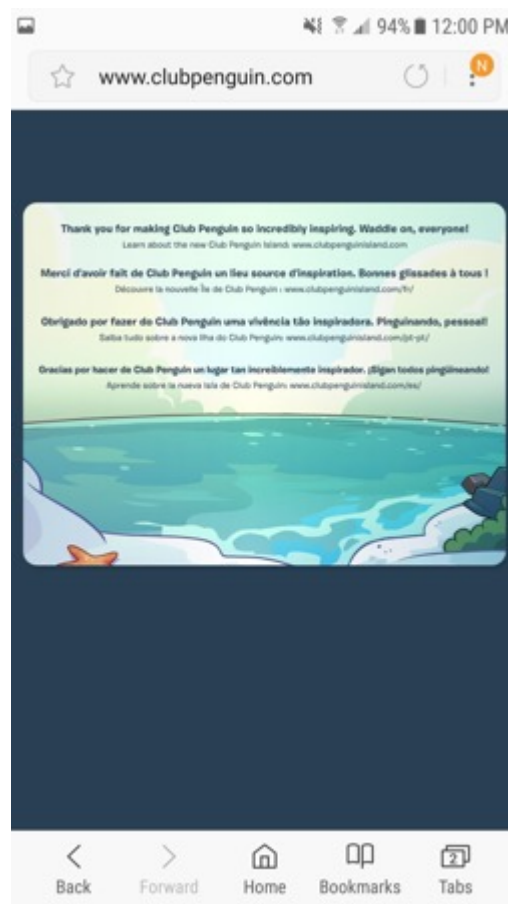 94% 12:00 PM
www.clubpenguin.com
N
Thank you for making Club Penguin so incredibly inspiring. Waddle on, everyone!
Learn about the new Club Penguin Island: www.clubpenguinisland.com
Merci d'avoir fait de Club Penguin un lieu source d'inspiration. Bonnes glissades à tous !
Découvre la nouvelle Île de Club Penguin : www.clubpenguinisland.com/fr/
Obrigado por fazer do Club Penguin uma vivência tão inspiradora. Pinguinando, pessoal!
Saiba tudo sobre a nova Ilha do Club Penguin: www.clubpenguinisland.com/pt-pt/
Gracias por hacer de Club Penguin un lugar tan increíblemente inspirador. ¡Sigan todos pingüineando!
Aprende sobre la nueva Isla de Club Penguin: www.clubpenguinisland.com/es/
2
Back Forward Home Bookmarks Tabs